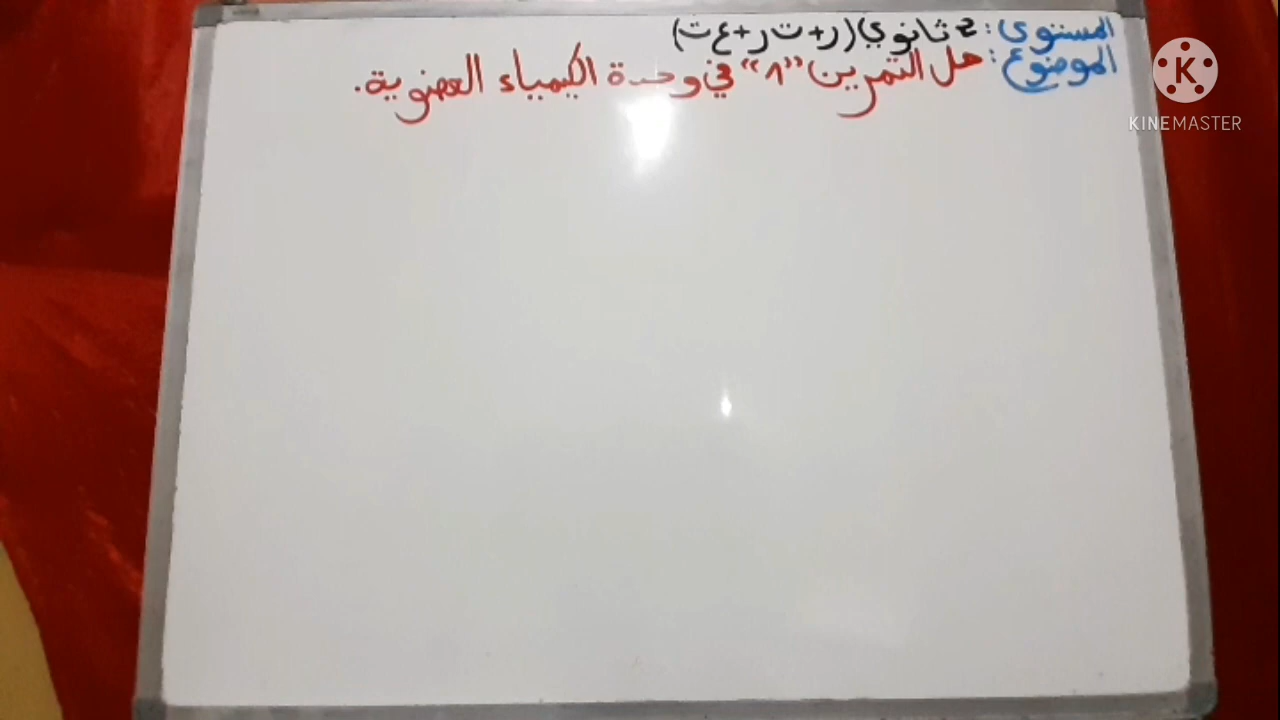 المستوى: 2 ثانوي (ر+ت ر+ع ت)
الموضوع: حل التمرين "8" في وحدة الكيمياء العضوية.
K
KINEMASTER